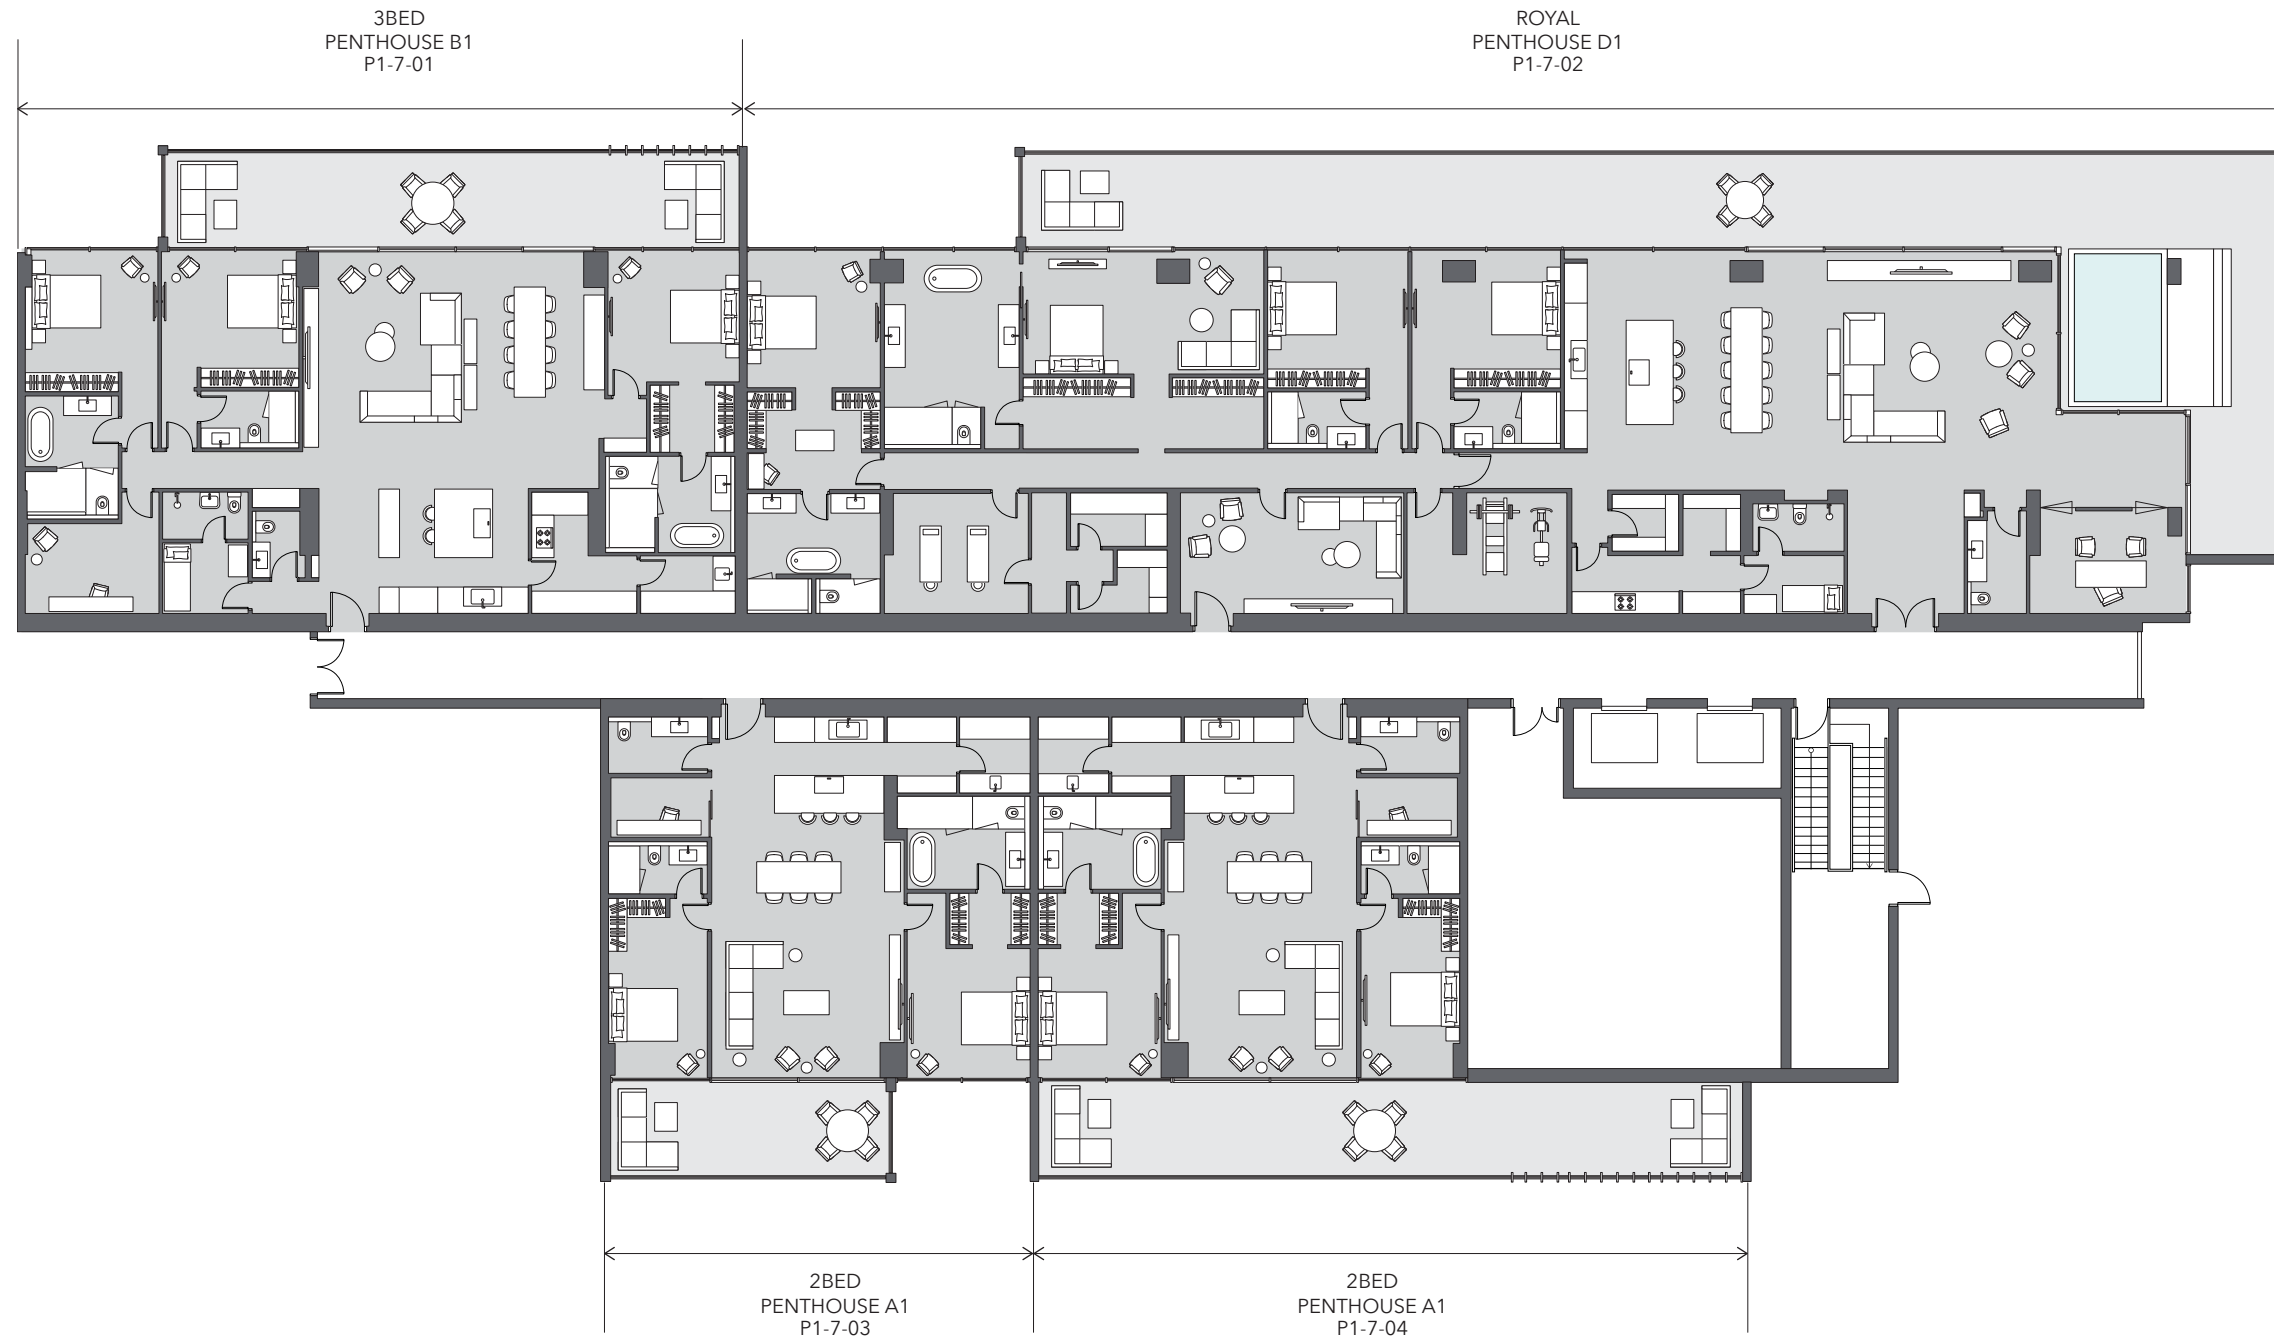 3BED
PENTHOUSE B1
P1-7-01
ROYAL
PENTHOUSE D1
P1-7-02
2BED
PENTHOUSE A1
P1-7-03
2BED
PENTHOUSE A1
P1-7-04